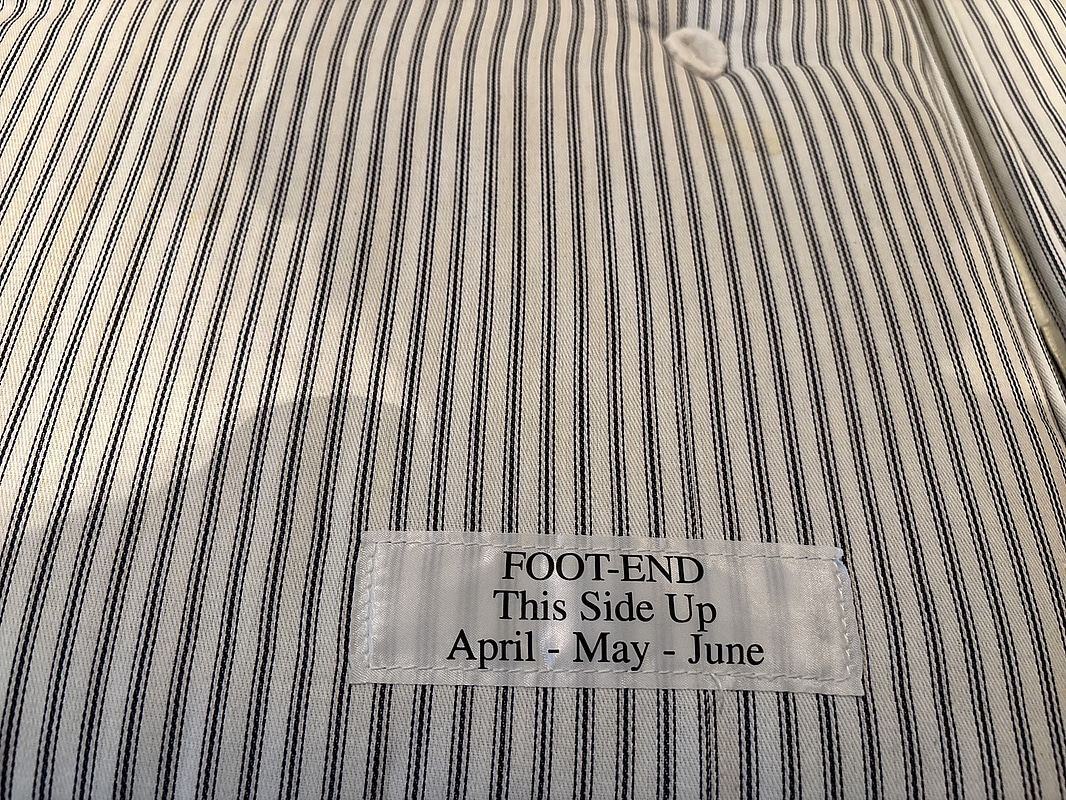 FOOT-END
This Side Up
April - May - June